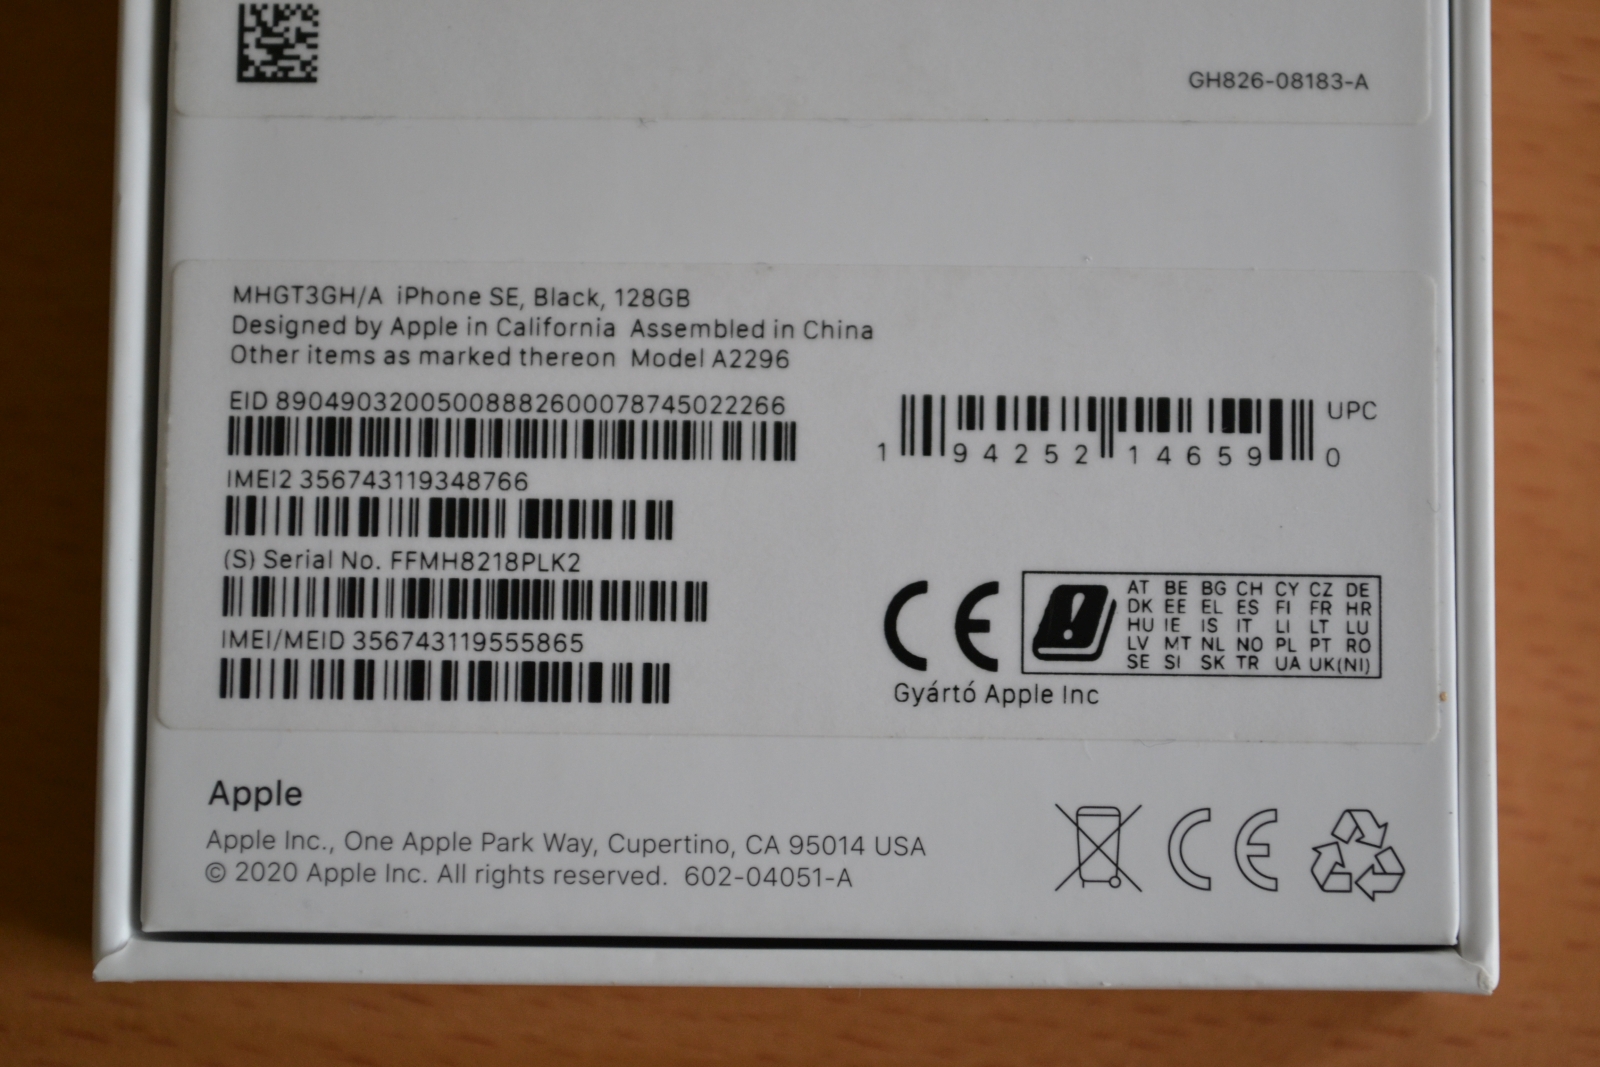 GH826-08183-A
MHGT3GH/A iPhone SE, Black, 128GB
Designed by Apple in California Assembled in China
Other items as marked thereon Model A2296
EID 89049032005008882600078745022266
IMEI2 356743119348766
(S) Serial No. FFMH8218PLK2
IMEI/MEID 356743119555865
UPC
1 94252 14659 0
CE
AT BE BG CH CY CZ DE
DK EE EL ES FI FR HR
HU IE IS IT LI LT LU
LV MT NL NO PL PT RO
SE SI SK TR UA UK(NI)
Gyártó Apple Inc
Apple
Apple Inc., One Apple Park Way, Cupertino, CA 95014 USA
© 2020 Apple Inc. All rights reserved. 602-04051-A
CE